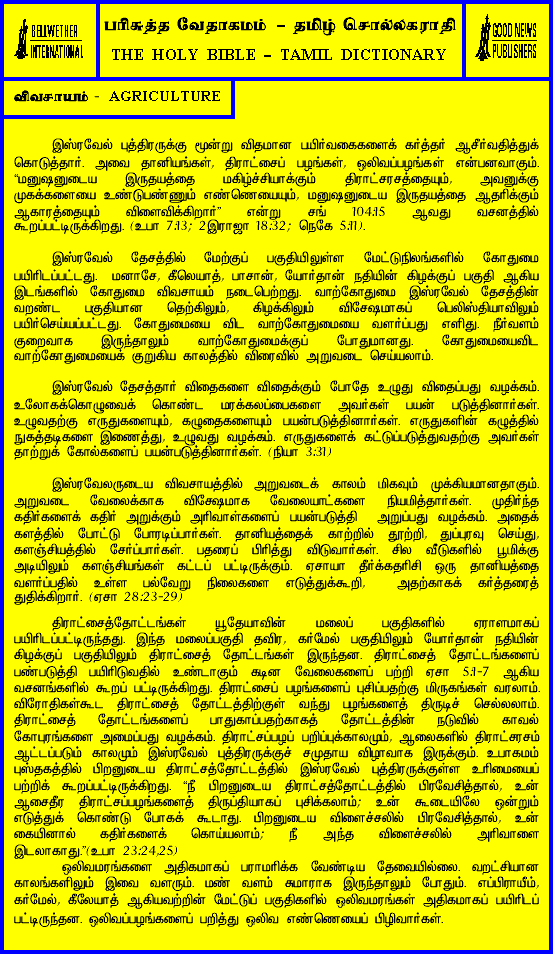 BELLWETHER
INTERNATIONAL
பரிசுத்த வேதாகமம் – தமிழ் சொல்லகராதி
THE HOLY BIBLE – TAMIL DICTIONARY
GOOD NEWS
PUBLISHERS
விவசாயம் - AGRICULTURE
இஸ்ரவேல் புத்திரருக்கு மூன்று விதமான பயிர்வகைகளைக் கர்த்தர் ஆசீர்வதித்துக்
கொடுத்தார். அவை தானியங்கள், திராட்சைப் பழங்கள், ஒலிவப்பழங்கள் என்பனவாகும்.
“மனுஷனுடைய இருதயத்தை மகிழ்ச்சியாக்கும் திராட்சரசத்தையும், அவனுக்கு
முகக்களையை உண்டுபண்ணும் எண்ணெயையும், மனுஷனுடைய இருதயத்தை ஆதரிக்கும்
ஆகாரத்தையும் விளைவிக்கிறார்” என்று சங் 104:15 ஆவது வசனத்தில்
கூறப்பட்டிருக்கிறது. (உபா 7:13; 2இராஜா 18:32; நெகே 5:11).
இஸ்ரவேல் தேசத்தில் மேற்குப் பகுதியிலுள்ள மேட்டுநிலங்களில் கோதுமை
பயிரிடப்பட்டது. மனாசே, கீலெயாத், பாசான், யோர்தான் நதியின் கிழக்குப் பகுதி ஆகிய
இடங்களில் கோதுமை விவசாயம் நடைபெற்றது. வாற்கோதுமை இஸ்ரவேல் தேசத்தின்
வறண்ட பகுதியான தெற்கிலும், கிழக்கிலும் விசேஷமாகப் பெலிஸ்தியாவிலும்
பயிர்செய்யப்பட்டது. கோதுமையை விட வாற்கோதுமையை வளர்ப்பது எளிது. நீர்வளம்
குறைவாக இருந்தாலும் வாற்கோதுமைக்குப் போதுமானது. கோதுமையைவிட
வாற்கோதுமையைக் குறுகிய காலத்தில் விரைவில் அறுவடை செய்யலாம்.
இஸ்ரவேல் தேசத்தார் விதைகளை விதைக்கும் போதே உழுது விதைப்பது வழக்கம்.
உலோகக்கொழுவைக் கொண்ட மரக்கலப்பைகளை அவர்கள் பயன் படுத்தினார்கள்.
உழுவதற்கு எருதுகளையும், கழுதைகளையும் பயன்படுத்தினார்கள். எருதுகளின் கழுத்தில்
நுகத்தடிகளை இணைத்து, உழுவது வழக்கம். எருதுகளைக் கட்டுப்படுத்துவதற்கு அவர்கள்
தாற்றுக் கோல்களைப் பயன்படுத்தினார்கள். (நியா 3:31)
இஸ்ரவேலருடைய விவசாயத்தில் அறுவடைக் காலம் மிகவும் முக்கியமானதாகும்.
அறுவடை வேலைக்காக விசேஷமாக வேலையாட்களை நியமித்தார்கள். முதிர்ந்த
கதிர்களைக் கதிர் அறுக்கும் அரிவாள்களைப் பயன்படுத்தி அறுப்பது வழக்கம். அதைக்
களத்தில் போட்டு போரடிப்பார்கள். தானியத்தைக் காற்றில் தூற்றி, துப்புரவு செய்து,
களஞ்சியத்தில் சேர்ப்பார்கள். பதரைப் பிரித்து விடுவார்கள். சில வீடுகளில் பூமிக்கு
அடியிலும் களஞ்சியங்கள் கட்டப் பட்டிருக்கும். ஏசாயா தீர்க்கதரிசி ஒரு தானியத்தை
வளர்ப்பதில் உள்ள பல்வேறு நிலைகளை எடுத்துக்கூறி, அதற்காகக் கர்த்தரைத்
துதிக்கிறார். (ஏசா 28:23-29)
திராட்சைத்தோட்டங்கள் யூதேயாவின் மலைப் பகுதிகளில் ஏராளமாகப்
பயிரிடப்பட்டிருந்தது. இந்த மலைப்பகுதி தவிர, கர்மேல் பகுதியிலும் யோர்தான் நதியின்
கிழக்குப் பகுதியிலும் திராட்சைத் தோட்டங்கள் இருந்தன. திராட்சைத் தோட்டங்களைப்
பண்படுத்தி பயிரிடுவதில் உண்டாகும் கடின வேலைகளைப் பற்றி ஏசா 5:1-7 ஆகிய
வசனங்களில் கூறப் பட்டிருக்கிறது. திராட்சைப் பழங்களைப் புசிப்பதற்கு மிருகங்கள் வரலாம்.
விரோதிகள்கூட திராட்சைத் தோட்டத்திற்குள் வந்து பழங்களைத் திருடிச் செல்லலாம்.
திராட்சைத் தோட்டங்களைப் பாதுகாப்பதற்காகத் தோட்டத்தின் நடுவில் காவல்
கோபுரங்களை அமைப்பது வழக்கம். திராட்சப்பழப் பறிப்புக்காலமும், ஆலைகளில் திராட்சரசம்
ஆட்டப்படும் காலமும் இஸ்ரவேல் புத்திரருக்குச் சமுதாய விழாவாக இருக்கும். உபாகமம்
புஸ்தகத்தில் பிறனுடைய திராட்சத்தோட்டத்தில் இஸ்ரவேல் புத்திரருக்குள்ள உரிமையைப்
பற்றிக் கூறப்பட்டிருக்கிறது. “நீ பிறனுடைய திராட்சத்தோட்டத்தில் பிரவேசித்தால், உன்
ஆசைதீர திராட்சப்பழங்களைத் திருப்தியாகப் புசிக்கலாம்; உன் கூடையிலே ஒன்றும்
எடுத்துக் கொண்டு போகக் கூடாது. பிறனுடைய விளைச்சலில் பிரவேசித்தால், உன்
கையினால் கதிர்களைக் கொய்யலாம்; நீ அந்த விளைச்சலில் அரிவாளை
இடலாகாது.”(உபா 23:24,25)
ஒலிவமரங்களை அதிகமாகப் பராமரிக்க வேண்டிய தேவையில்லை. வறட்சியான
காலங்களிலும் இவை வளரும். மண் வளம் சுமாராக இருந்தாலும் போதும். எப்பிராயீம்,
கர்மேல், கீலேயாத் ஆகியவற்றின் மேட்டுப் பகுதிகளில் ஒலிவமரங்கள் அதிகமாகப் பயிரிடப்
பட்டிருந்தன. ஒலிவப்பழங்களைப் பறித்து ஒலிவ எண்ணெயைப் பிழிவார்கள்.